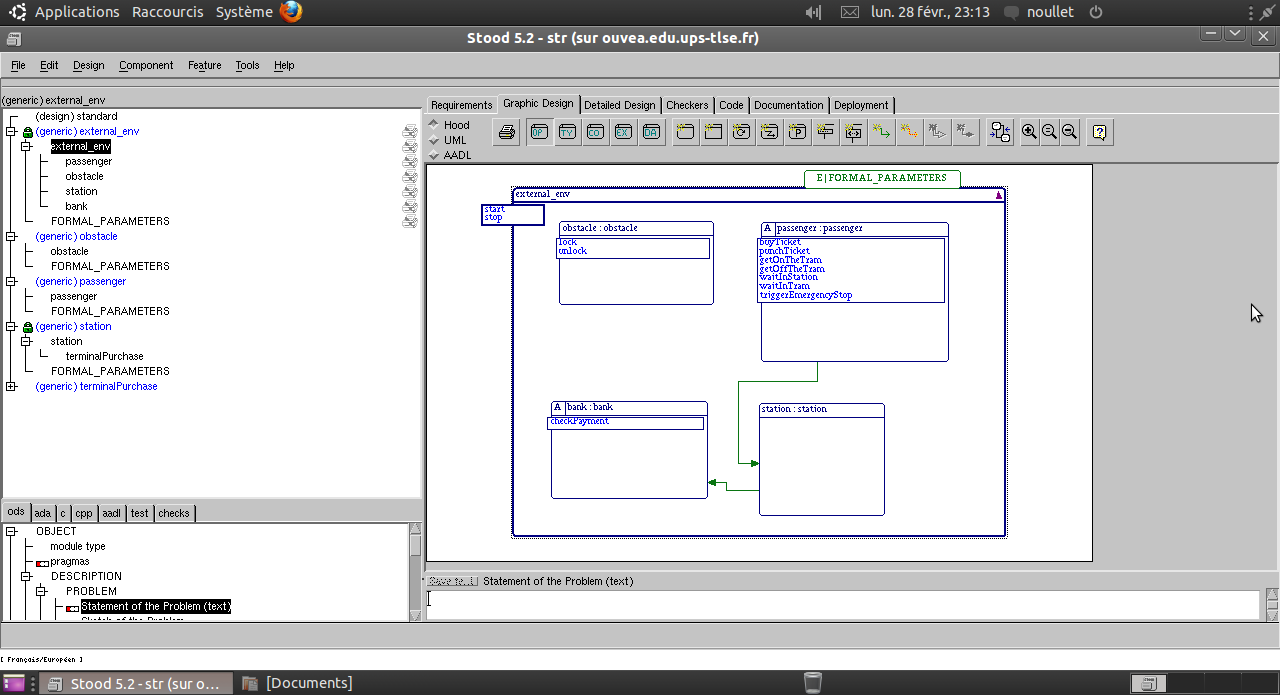 Applications Raccourcis Système lun. 28 févr., 23:13 noullet
Stood 5.2 - str (sur ouvea.edu.ups-tlse.fr)
File Edit Design Component Feature Tools Help
(generic) external_env
(design) standard
(generic) external_env
external_env
passenger
obstacle
station
bank
FORMAL_PARAMETERS
(generic) obstacle
obstacle
FORMAL_PARAMETERS
(generic) passenger
passenger
FORMAL_PARAMETERS
(generic) station
station
terminalPurchase
FORMAL_PARAMETERS
(generic) terminalPurchase
ods ada c cpp aadl test checks
OBJECT
module type
pragmas
DESCRIPTION
PROBLEM
Statement of the Problem (text)
Requirements Graphic Design Detailed Design Checkers Code Documentation Deployment
Hood
UML
AADL
OP TY CO EX DA
P
?
E|FORMAL_PARAMETERS
external_env
start
stop
obstacle : obstacle
lock
unlock
A passenger : passenger
buyTicket
punchTicket
getOnTheTram
getOffTheTram
waitInStation
waitInTram
triggerEmergencyStop
A bank : bank
checkPayment
station : station
Statement of the Problem (text)
[ Français/Européen ]
Stood 5.2 - str (sur o... [Documents]